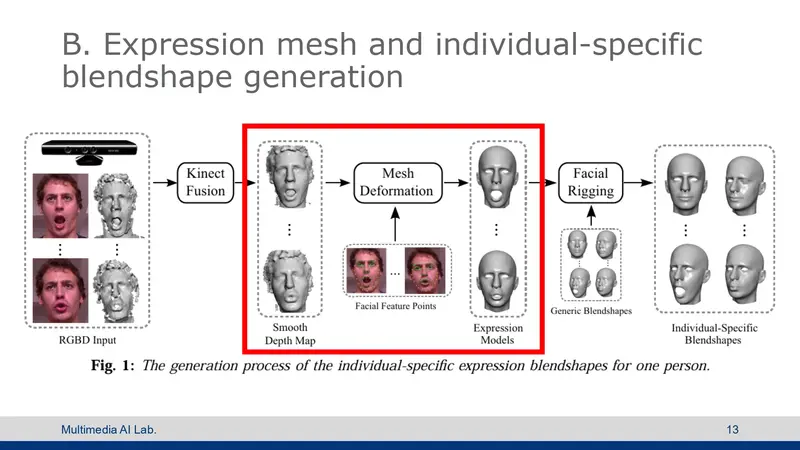 B. Expression mesh and individual-specific
blendshape generation
Kinect
Fusion
Mesh
Deformation
Facial
Rigging
Facial Feature Points
Generic Blendshapes
RGBD Input
Smooth
Depth Map
Expression
Models
Individual-Specific
Blendshapes
Fig. 1: The generation process of the individual-specific expression blendshapes for one person.
Multimedia AI Lab.
13